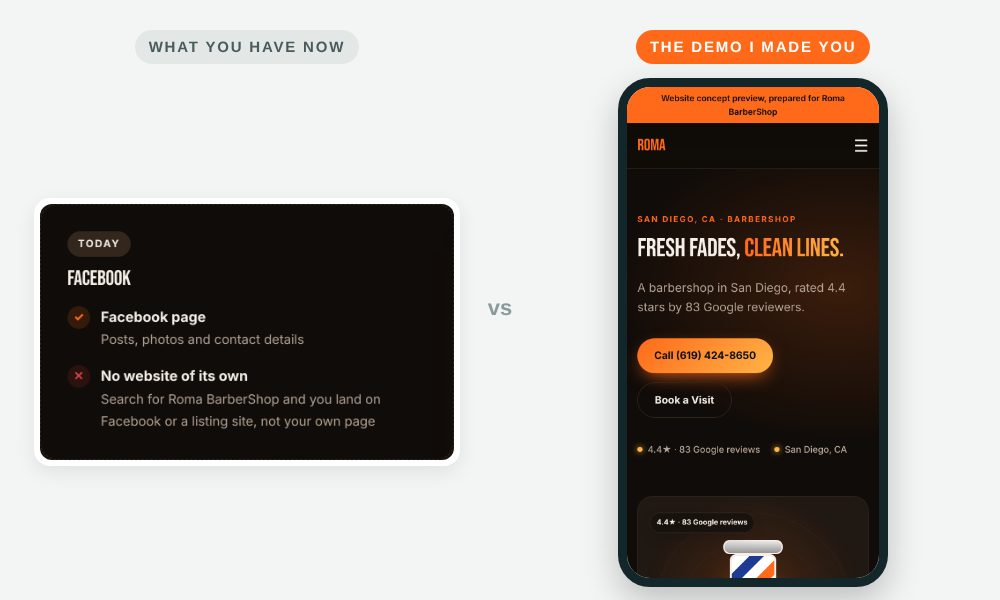 WHAT YOU HAVE NOW
TODAY
FACEBOOK
Facebook page
Posts, photos and contact details
No website of its own
Search for Roma BarberShop and you land on
Facebook or a listing site, not your own page
vs
THE DEMO I MADE YOU
Website concept preview, prepared for Roma
BarberShop
ROMA
SAN DIEGO, CA · BARBERSHOP
FRESH FADES, CLEAN LINES.
A barbershop in San Diego, rated 4.4
stars by 83 Google reviewers.
Call (619) 424-8650
Book a Visit
4.4★ · 83 Google reviews San Diego, CA
4.4★ · 83 Google reviews